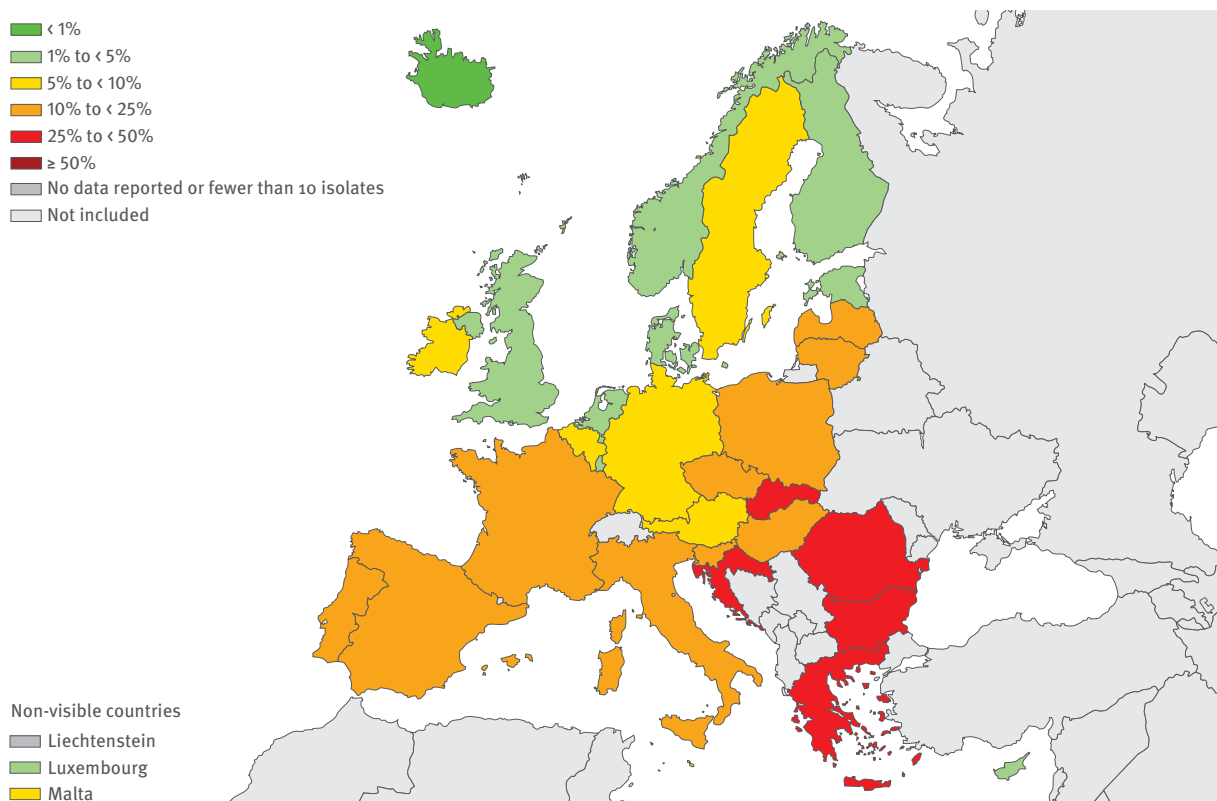 < 1%
1% to < 5%
5% to < 10%
10% to < 25%
25% to < 50%
≥ 50%
No data reported or fewer than 10 isolates
Not included
Non-visible countries
Liechtenstein
Luxembourg
Malta